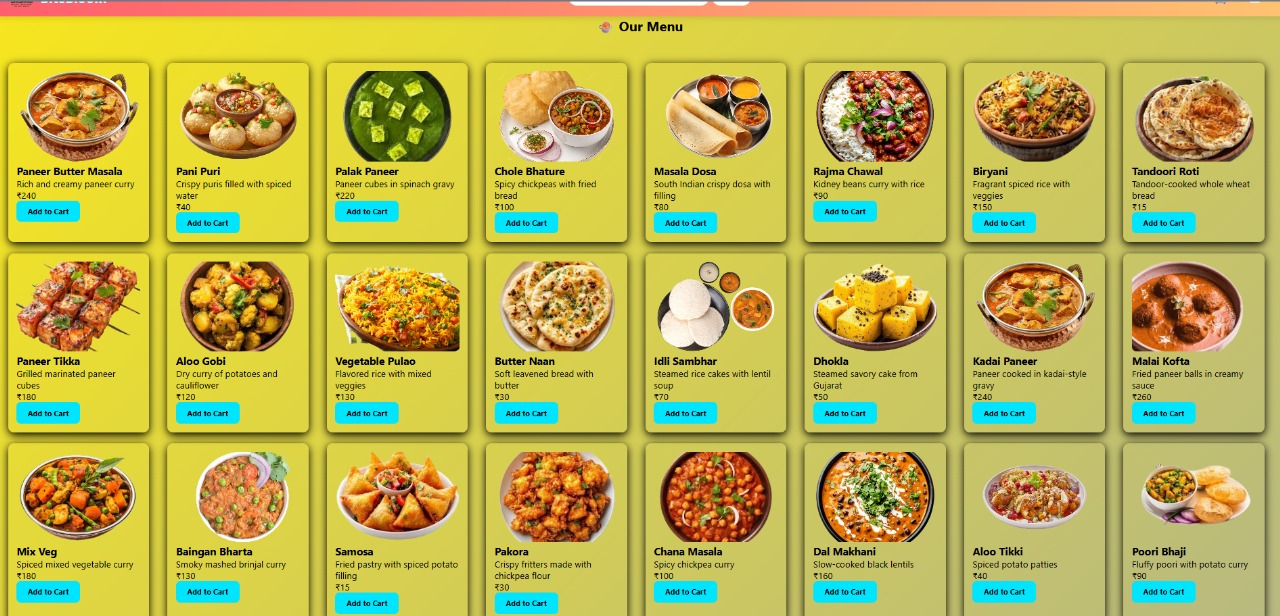 Our Menu
Paneer Butter Masala
Rich and creamy paneer curry
₹240
Add to Cart
Pani Puri
Crispy puris filled with spiced
water
₹40
Add to Cart
Palak Paneer
Paneer cubes in spinach gravy
₹220
Add to Cart
Chole Bhature
Spicy chickpeas with fried
bread
₹100
Add to Cart
Masala Dosa
South Indian crispy dosa with
filling
₹80
Add to Cart
Rajma Chawal
Kidney beans curry with rice
₹90
Add to Cart
Biryani
Fragrant spiced rice with
veggies
₹150
Add to Cart
Tandoori Roti
Tandoor-cooked whole wheat
bread
₹15
Add to Cart
Paneer Tikka
Grilled marinated paneer
cubes
₹180
Add to Cart
Aloo Gobi
Dry curry of potatoes and
cauliflower
₹120
Add to Cart
Vegetable Pulao
Flavored rice with mixed
veggies
₹130
Add to Cart
Butter Naan
Soft leavened bread with
butter
₹30
Add to Cart
Idli Sambhar
Steamed rice cakes with lentil
soup
₹70
Add to Cart
Dhokla
Steamed savory cake from
Gujarat
₹50
Add to Cart
Kadai Paneer
Paneer cooked in kadai-style
gravy
₹240
Add to Cart
Malai Kofta
Fried paneer balls in creamy
sauce
₹260
Add to Cart
Mix Veg
Spiced mixed vegetable curry
₹180
Add to Cart
Baingan Bharta
Smoky mashed brinjal curry
₹130
Add to Cart
Samosa
Fried pastry with spiced potato
filling
₹15
Add to Cart
Pakora
Crispy fritters made with
chickpea flour
₹30
Add to Cart
Chana Masala
Spicy chickpea curry
₹100
Add to Cart
Dal Makhani
Slow-cooked black lentils
₹160
Add to Cart
Aloo Tikki
Spiced potato patties
₹40
Add to Cart
Poori Bhaji
Fluffy poori with potato curry
₹90
Add to Cart